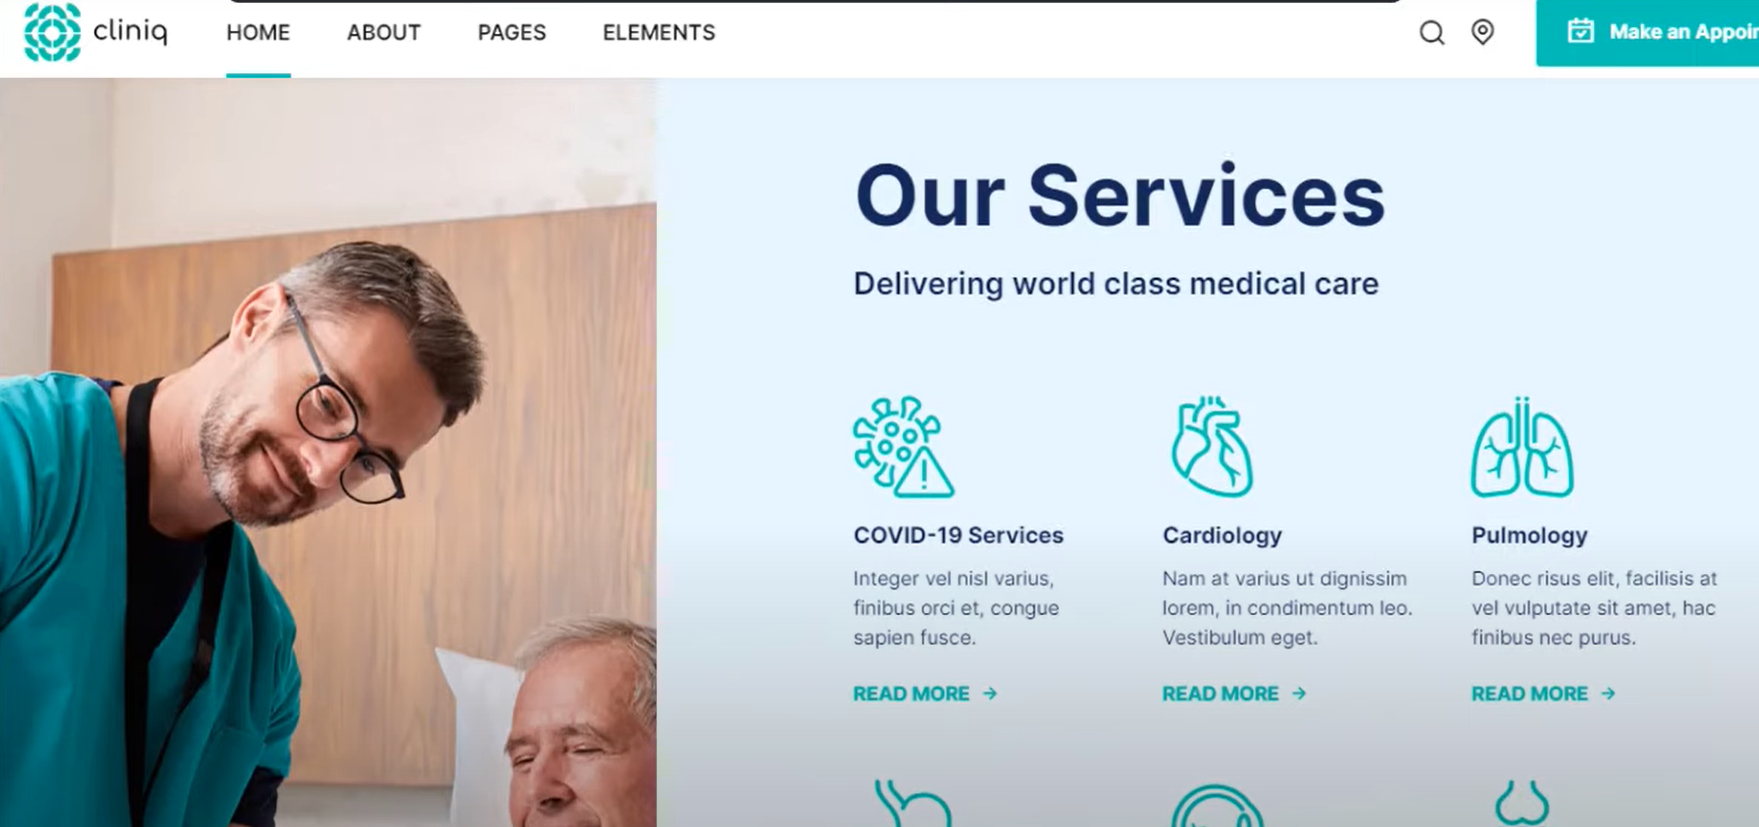 cliniq
HOME ABOUT PAGES ELEMENTS
Make an Appoin
Our Services
Delivering world class medical care
COVID-19 Services
Integer vel nisl varius,
finibus orci et, congue
sapien fusce.
READ MORE →
Cardiology
Nam at varius ut dignissim
lorem, in condimentum leo.
Vestibulum eget.
READ MORE →
Pulmology
Donec risus elit, facilisis at
vel vulputate sit amet, hac
finibus nec purus.
READ MORE →